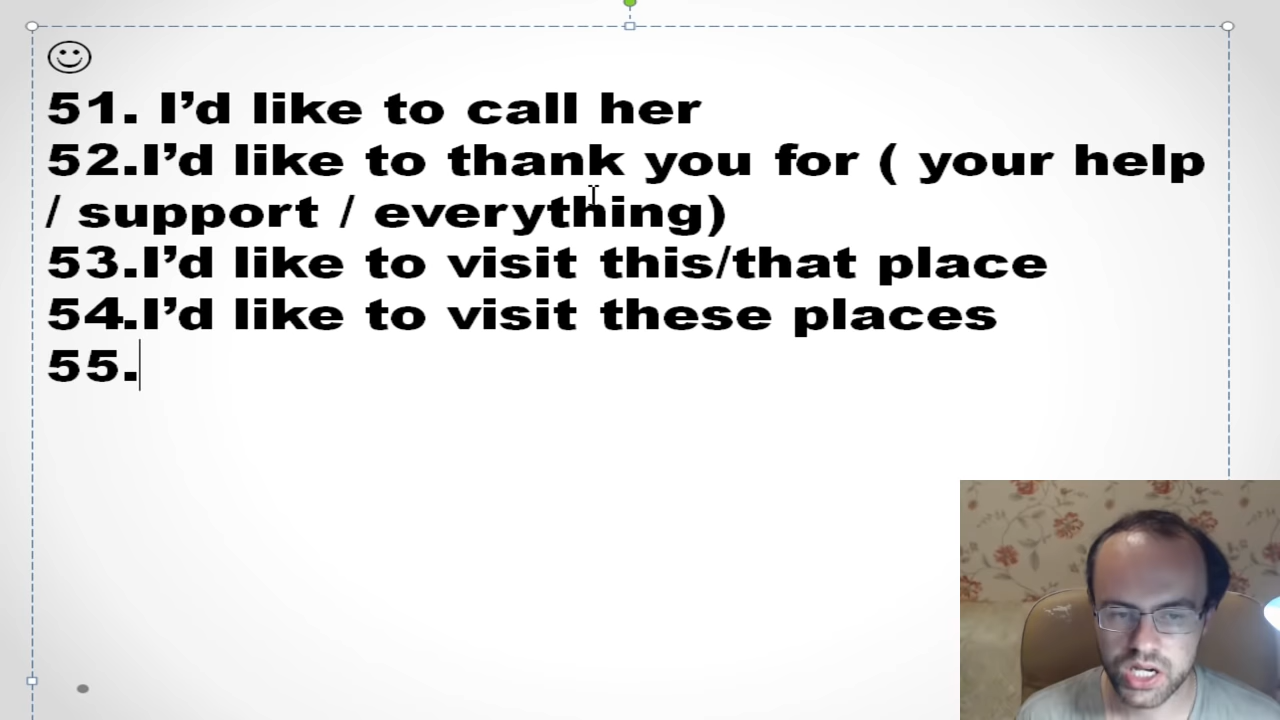 51. I’d like to call her
52.I’d like to thank you for ( your help
/ support / everything)
53.I’d like to visit this/that place
54.I’d like to visit these places
55.